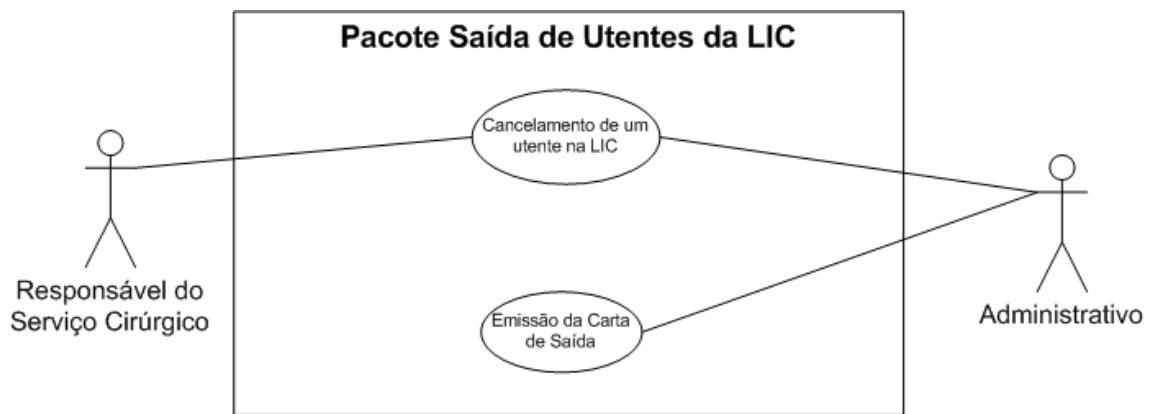 Pacote Saída de Utentes da LIC
Cancelamento de um
utente na LIC
Responsável do
Serviço Cirúrgico
Emissão da Carta
de Saída
Administrativo